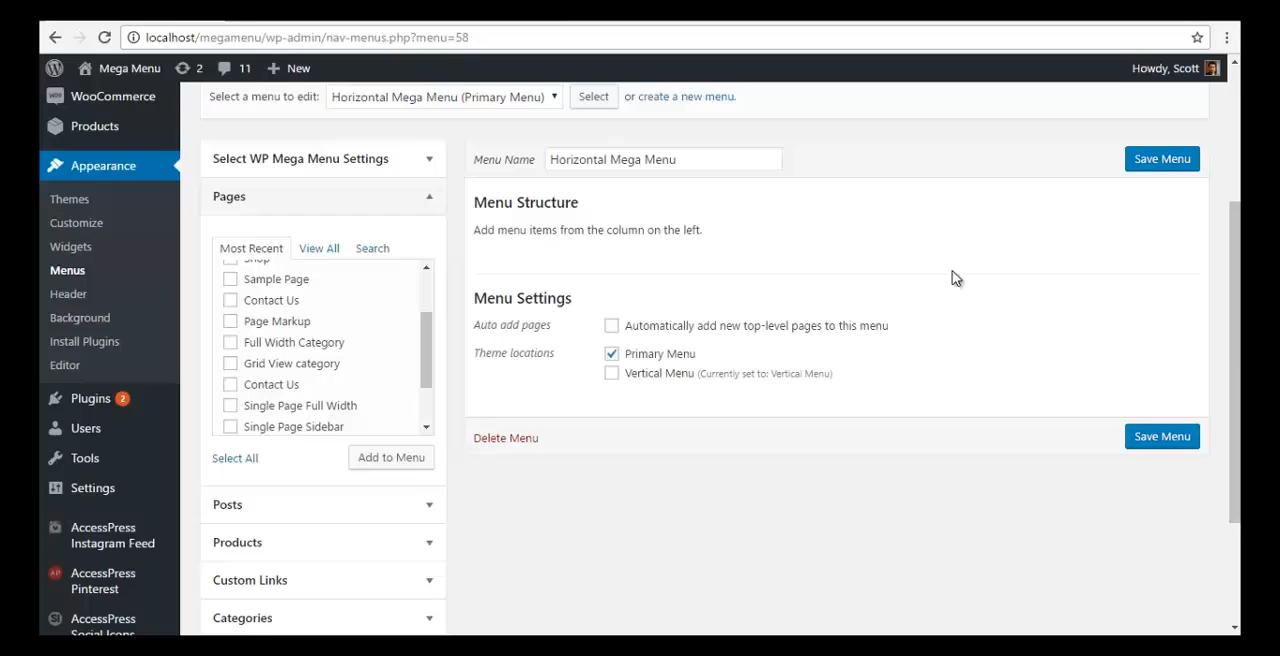 localhost/megamenu/wp-admin/nav-menus.php?menu=58
Mega Menu 2 11 + New Howdy, Scott
WooCommerce
Products
Appearance
Themes
Customize
Widgets
Menus
Header
Background
Install Plugins
Editor
Plugins 2
Users
Tools
Settings
AccessPress
Instagram Feed
AccessPress
Pinterest
AccessPress
Social Icons
Select a menu to edit: Horizontal Mega Menu (Primary Menu) Select or create a new menu.
Select WP Mega Menu Settings
Pages
Most Recent View All Search
Shop
Sample Page
Contact Us
Page Markup
Full Width Category
Grid View category
Contact Us
Single Page Full Width
Single Page Sidebar
Select All Add to Menu
Posts
Products
Custom Links
Categories
Menu Name Horizontal Mega Menu Save Menu
Menu Structure
Add menu items from the column on the left.
Menu Settings
Auto add pages Automatically add new top-level pages to this menu
Theme locations Primary Menu
Vertical Menu (Currently set to: Vertical Menu)
Delete Menu Save Menu